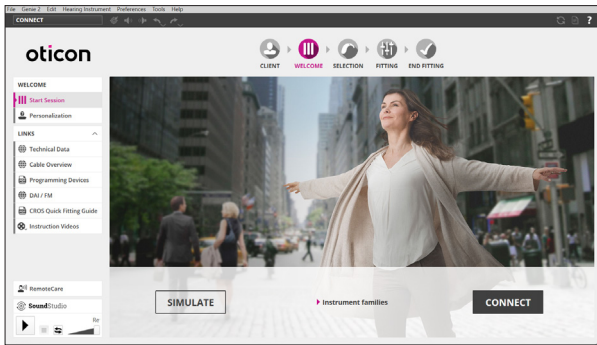 File Genie 2 Edit Hearing Instrument Preferences Tools Help
CONNECT
?
oticon
CLIENT WELCOME SELECTION FITTING END FITTING
WELCOME
Start Session
Personalization
LINKS
Technical Data
Cable Overview
Programming Devices
DAI / FM
CROS Quick Fitting Guide
Instruction Videos
RemoteCare
SoundStudio
Re
SIMULATE
Instrument families
CONNECT